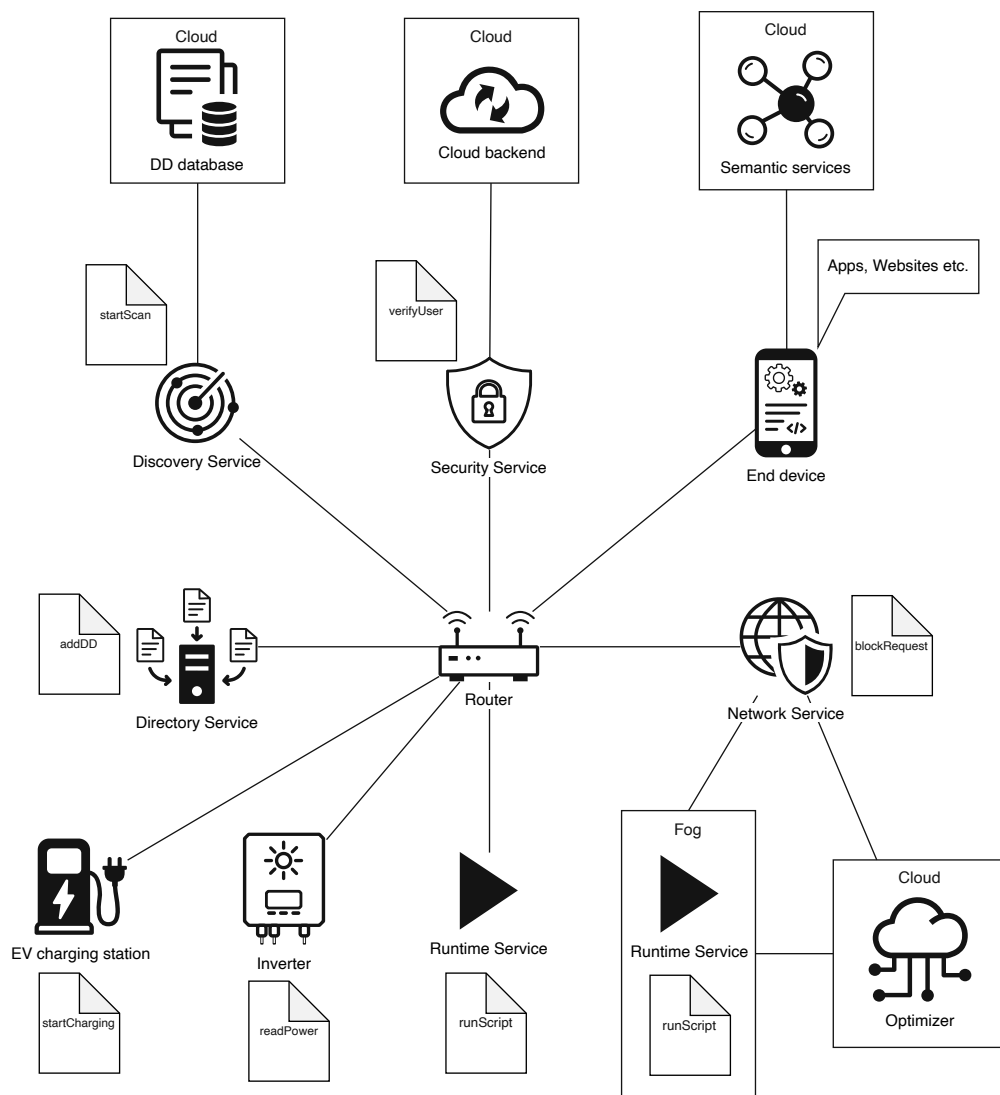 Cloud
DD database
Cloud
Cloud backend
Cloud
Semantic services
Apps, Websites etc.
startScan
verifyUser
</>
Discovery Service
Security Service
End device
addDD
blockRequest
Directory Service
Router
Network Service
Fog
Cloud
EV charging station
Inverter
Runtime Service
Runtime Service
Optimizer
startCharging
readPower
runScript
runScript